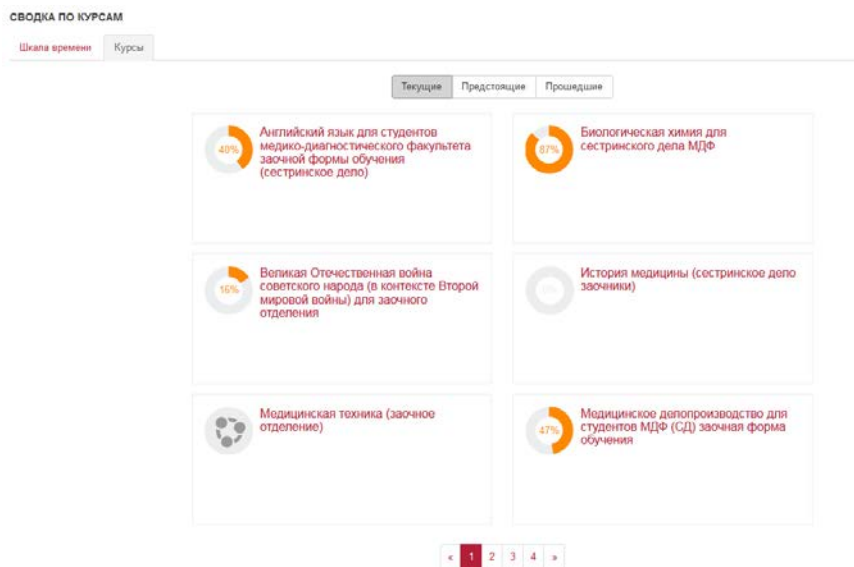 СВОДКА ПО КУРСАМ
Шкала времени
Курсы
Текущие
Предстоящие
Прошедшие
40%
Английский язык для студентов
медико-диагностического факультета
заочной формы обучения
(сестринское дело)
87%
Биологическая химия для
сестринского дела МДФ
16%
Великая Отечественная война
советского народа (в контексте Второй
мировой войны) для заочного
отделения
0%
История медицины (сестринское дело
заочники)
Медицинская техника (заочное
отделение)
47%
Медицинское делопроизводство для
студентов МДФ (СД) заочная форма
обучения
« 1 2 3 4 »